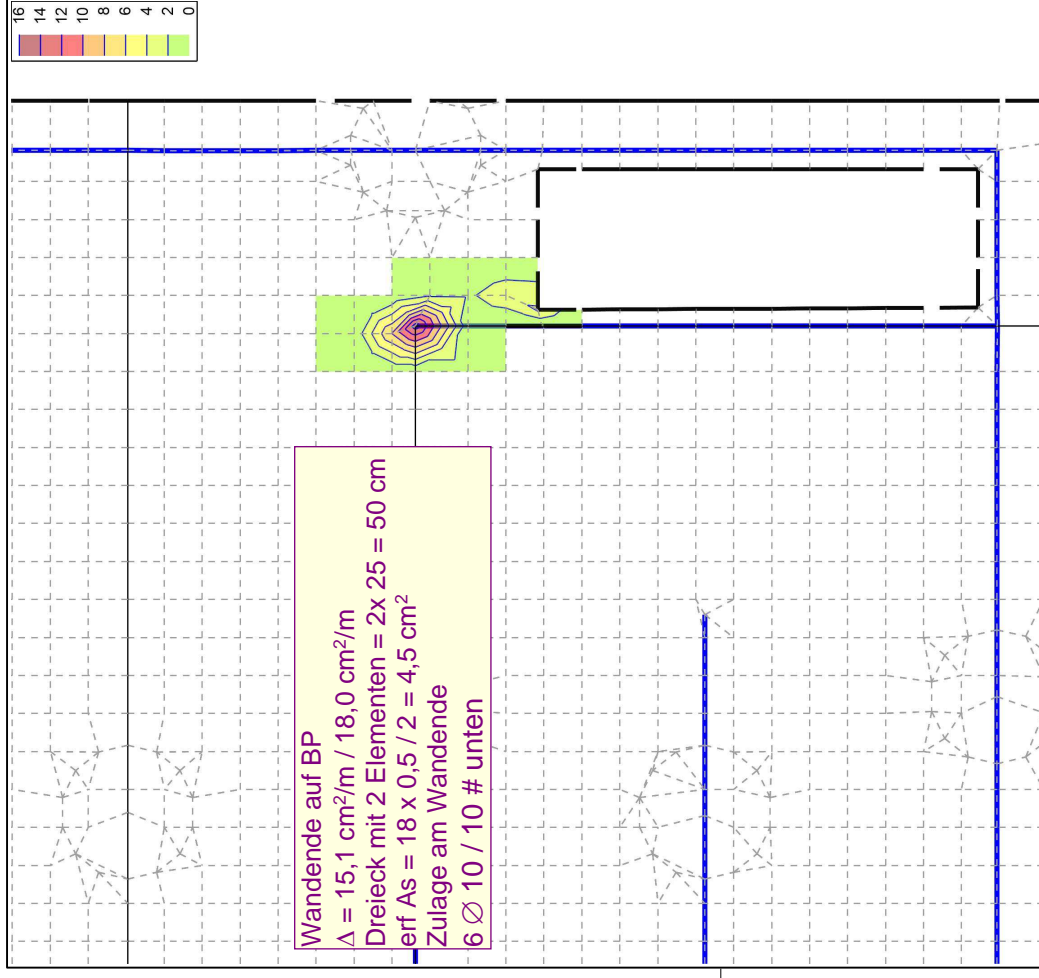 16
14
12
10
8
6
4
2
0
Wandende auf BP
Δ = 15,1 cm²/m / 18,0 cm²/m
Dreieck mit 2 Elementen = 2x 25 = 50 cm
erf As = 18 x 0,5 / 2 = 4,5 cm²
Zulage am Wandende
6 ∅ 10 / 10 # unten